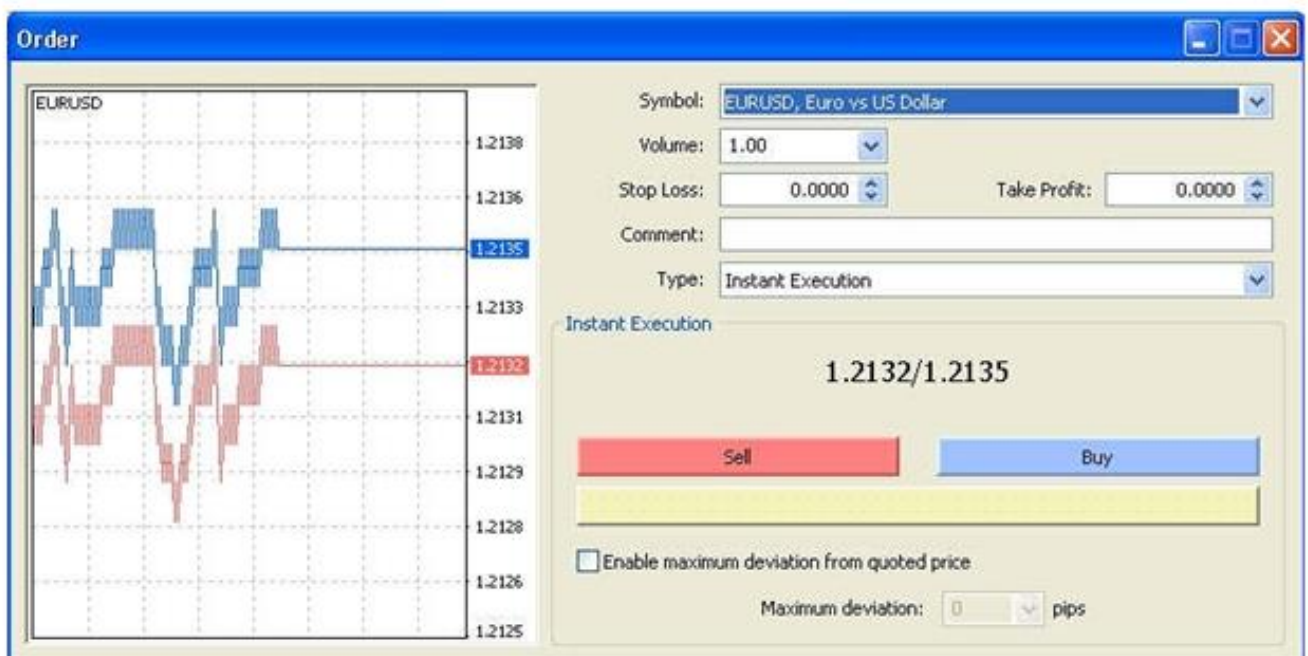 Order
EURUSD
1.2138
1.2136
1.2135
1.2133
1.2132
1.2131
1.2129
1.2128
1.2126
1.2125
Symbol: EURUSD, Euro vs US Dollar
Volume: 1.00
Stop Loss: 0.0000 Take Profit: 0.0000
Comment:
Type: Instant Execution
Instant Execution
1.2132/1.2135
Sell Buy
Enable maximum deviation from quoted price
Maximum deviation: 0 pips